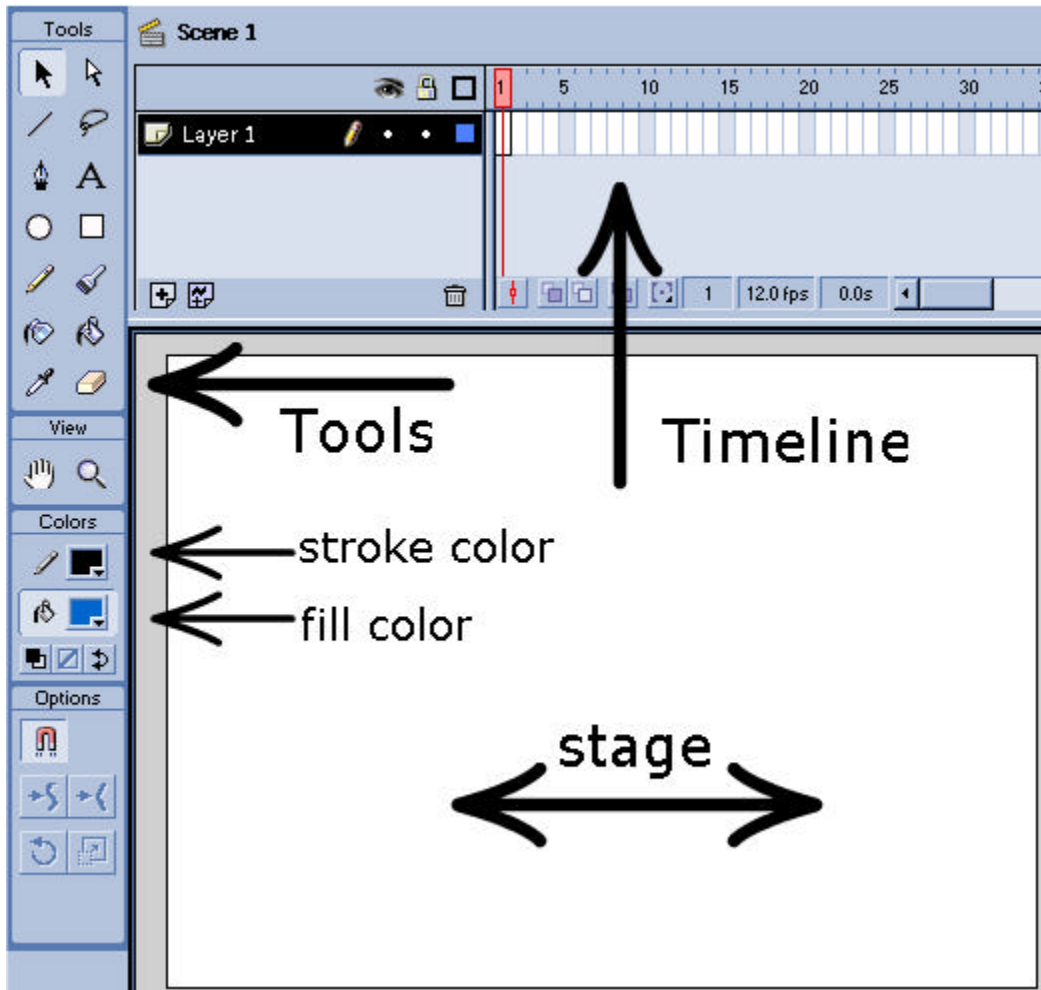 Tools
Scene 1
1 5 10 15 20 25 30
Layer 1
A
1 12.0 fps 0.0s
Tools
Timeline
View
Colors
stroke color
fill color
Options
stage